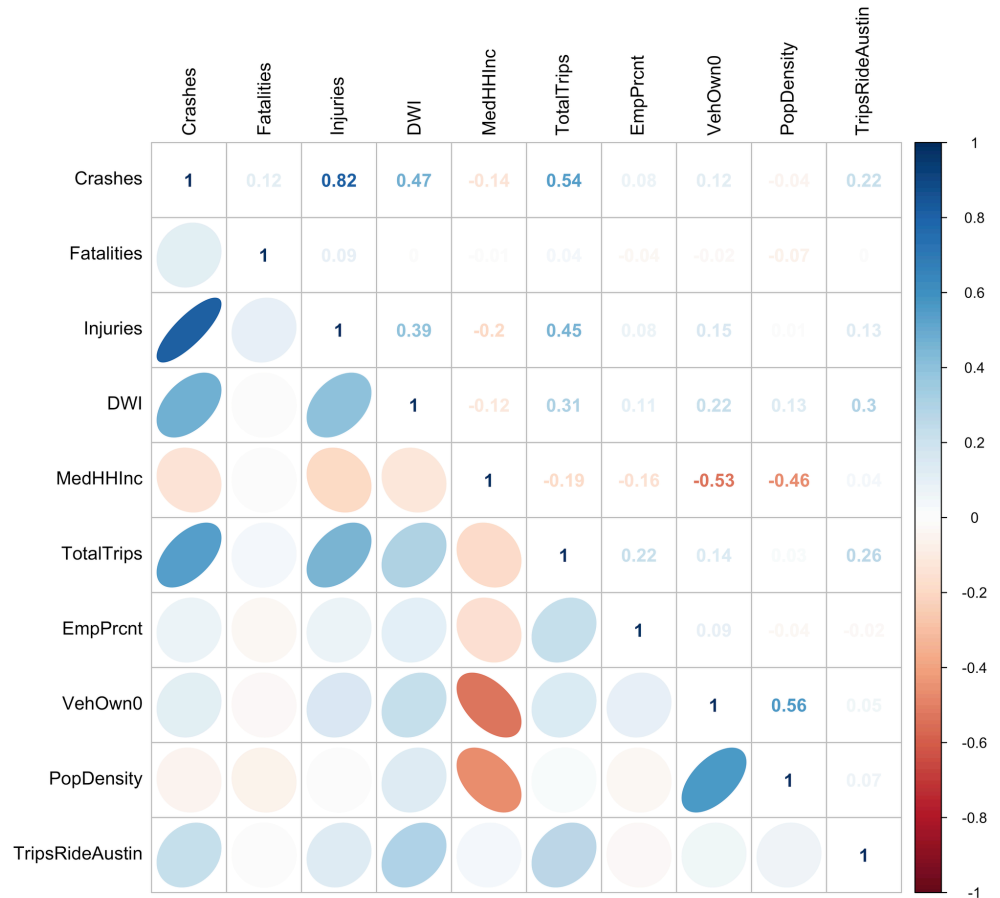 Crashes Fatalities Injuries DWI MedHHInc TotalTrips EmpPrcnt VehOwn0 PopDensity TripsRideAustin
Crashes 1 0.12 0.82 0.47 -0.14 0.54 0.08 0.12 -0.04 0.22
Fatalities 1 0.09 0 -0.01 0.04 -0.04 -0.02 -0.07 0
Injuries 1 0.39 -0.2 0.45 0.08 0.15 0.01 0.13
DWI 1 -0.12 0.31 0.11 0.22 0.13 0.3
MedHHInc 1 -0.19 -0.16 -0.53 -0.46 0.04
TotalTrips 1 0.22 0.14 0.03 0.26
EmpPrcnt 1 0.09 -0.04 -0.02
VehOwn0 1 0.56 0.05
PopDensity 1 0.07
TripsRideAustin 1
1
0.8
0.6
0.4
0.2
0
-0.2
-0.4
-0.6
-0.8
-1